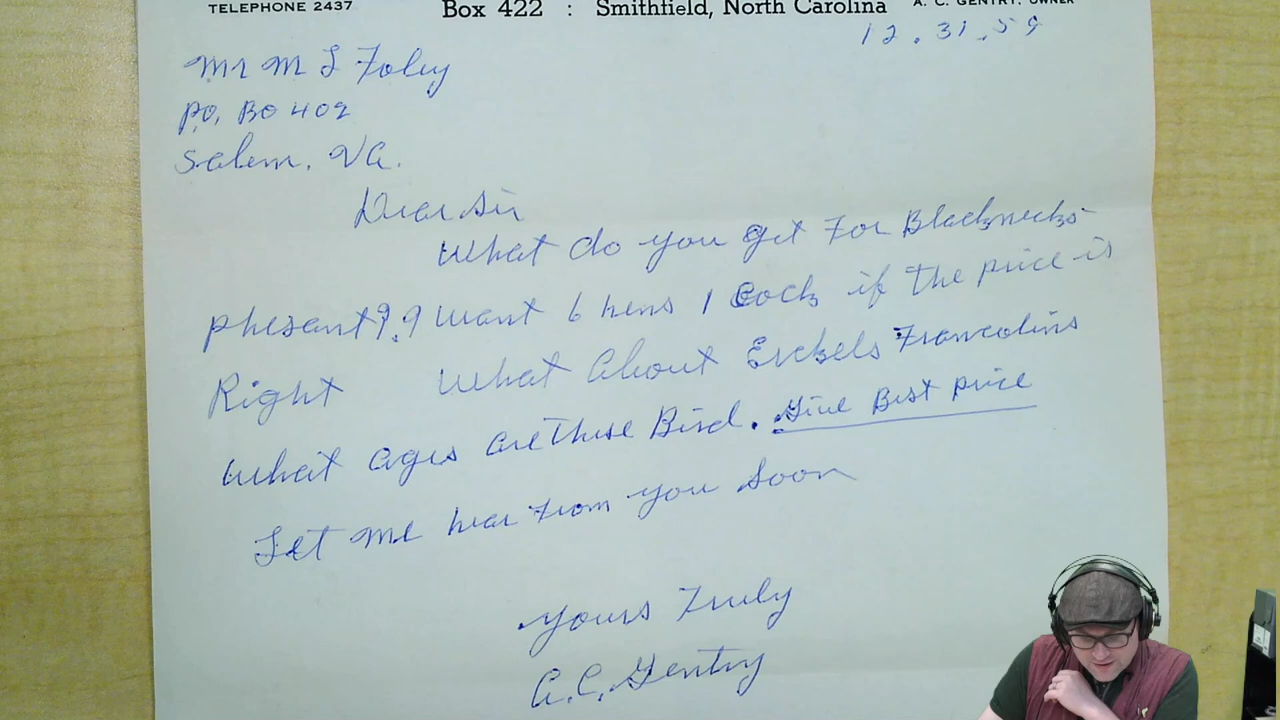 TELEPHONE 2437 Box 422 : Smithfield, North Carolina A. C. GENTRY, OWNER
12.31.59
Mr M L Foley
P.O. Bo 402
Salem, Va.
Dear Sir
What do you get For Blacknecks
phesant?. I want 6 hens 1 Cock if the price is
Right What About Erckels Francolins
What ages are these Bird. Give Best price
Let me hear From you Soon
Yours Truly
A.C. Gentry